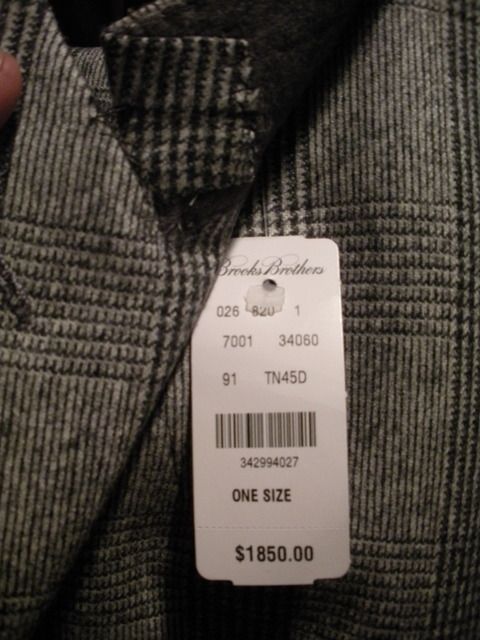 Brooks Brothers
026 820 1
7001 34060
91 TN45D
342994027
ONE SIZE
$1850.00